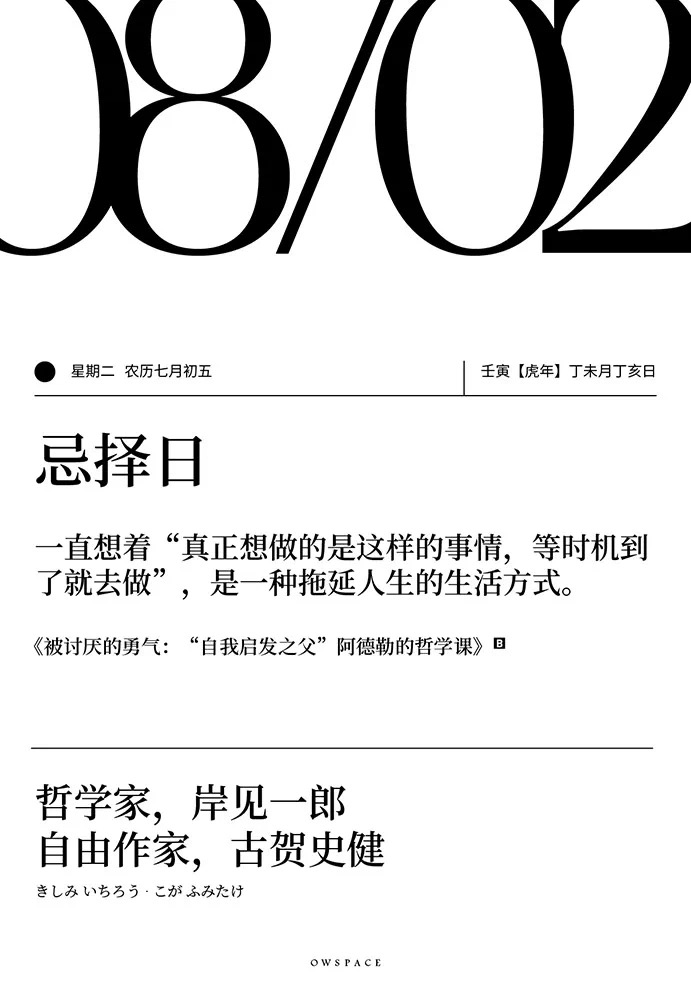 08/02
星期二 农历七月初五
壬寅【虎年】丁未月丁亥日
忌择日
一直想着“真正想做的是这样的事情，等时机到
了就去做”，是一种拖延人生的生活方式。
《被讨厌的勇气：“自我启发之父”阿德勒的哲学课》B
哲学家，岸见一郎
自由作家，古贺史健
きしみ いちろう · こが ふみたけ
OWSPACE